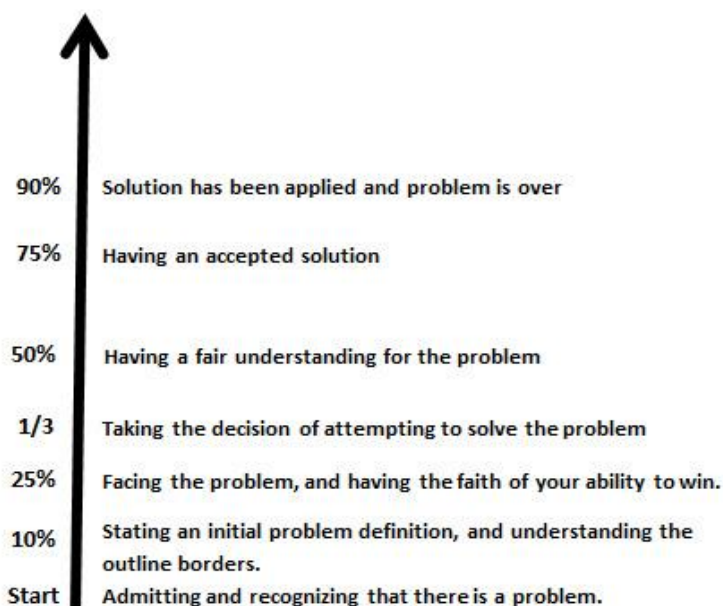 90% Solution has been applied and problem is over
75% Having an accepted solution
50% Having a fair understanding for the problem
1/3 Taking the decision of attempting to solve the problem
25% Facing the problem, and having the faith of your ability to win.
10% Stating an initial problem definition, and understanding the
outline borders.
Start Admitting and recognizing that there is a problem.